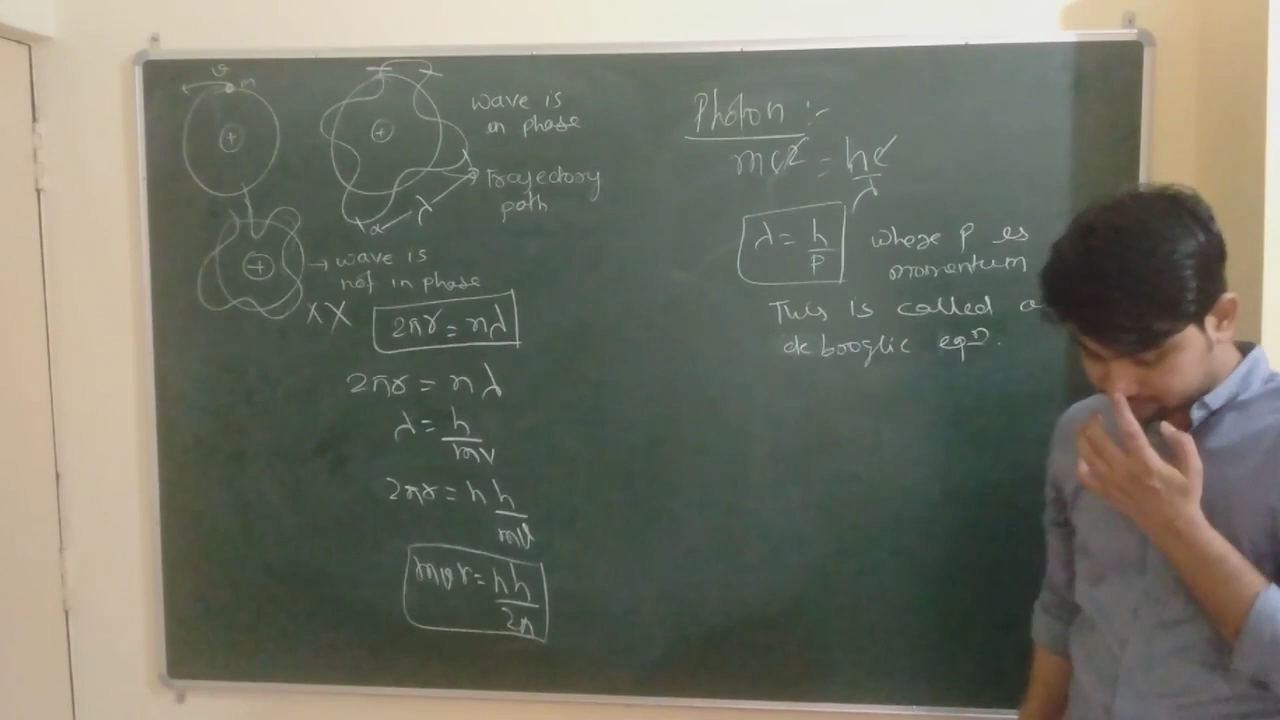 v
m
+
+
wave is
in phase
Trajectory
path
λ
+
→ wave is
not in phase
XX
2πr = nλ
2πr = nλ
λ = h/mv
2πr = n h/mv
mvr = nh/2π
Photon :-
mc² = hc/λ
λ = h/p
where p is
momentum
This is called a
de booglie eqn.